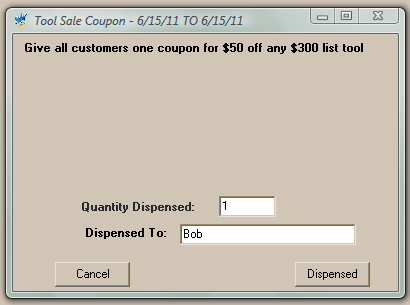 Tool Sale Coupon - 6/15/11 TO 6/15/11
Give all customers one coupon for $50 off any $300 list tool
Quantity Dispensed: 1
Dispensed To: Bob
Cancel Dispensed